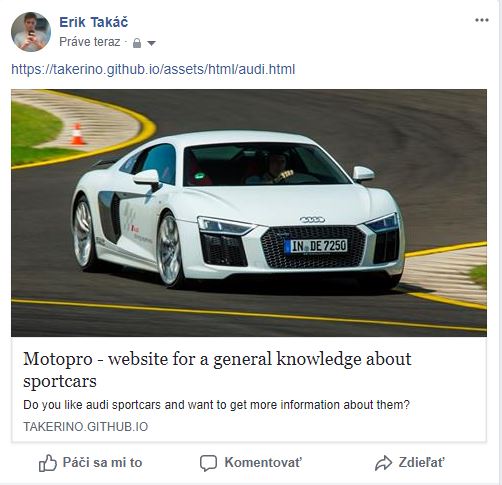 Erik Takáč
Práve teraz ·
https://takerino.github.io/assets/html/audi.html
IN DE 7250
Motopro - website for a general knowledge about
sportcars
Do you like audi sportcars and want to get more information about them?
TAKERINO.GITHUB.IO
Páči sa mi to
Komentovať
Zdieľať